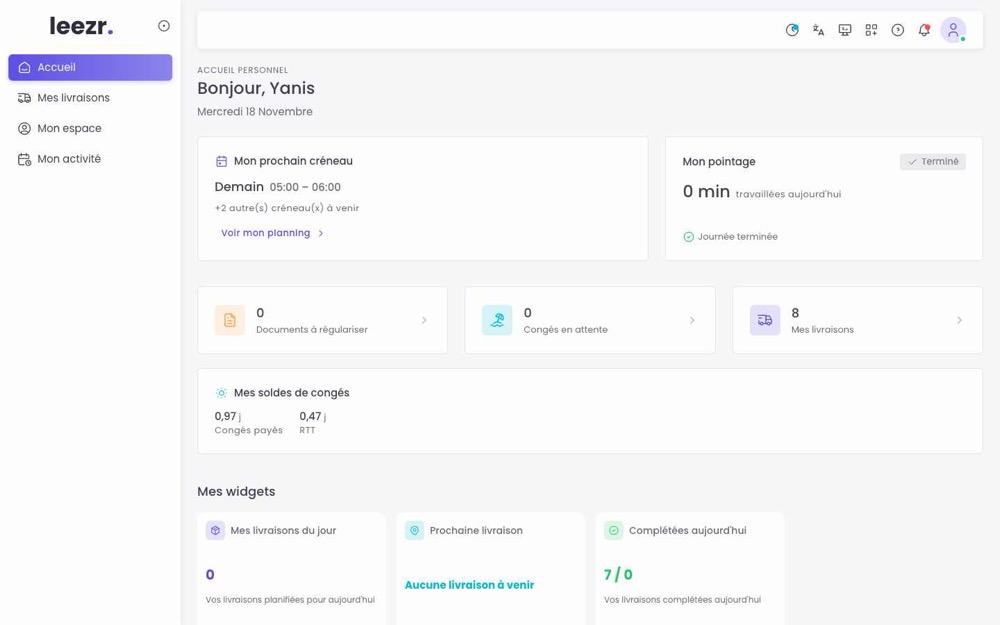 leezr.
Accueil
Mes livraisons
Mon espace
Mon activité
ACCUEIL PERSONNEL
Bonjour, Yanis
Mercredi 18 Novembre
Mon prochain créneau
Demain 05:00 – 06:00
+2 autre(s) créneau(x) à venir
Voir mon planning
Mon pointage
Terminé
0 min travaillées aujourd'hui
Journée terminée
0
Documents à régulariser
0
Congés en attente
8
Mes livraisons
Mes soldes de congés
0,97 j
Congés payés
0,47 j
RTT
Mes widgets
Mes livraisons du jour
0
Vos livraisons planifiées pour aujourd'hui
Prochaine livraison
Aucune livraison à venir
Complétées aujourd'hui
7 / 0
Vos livraisons complétées aujourd'hui